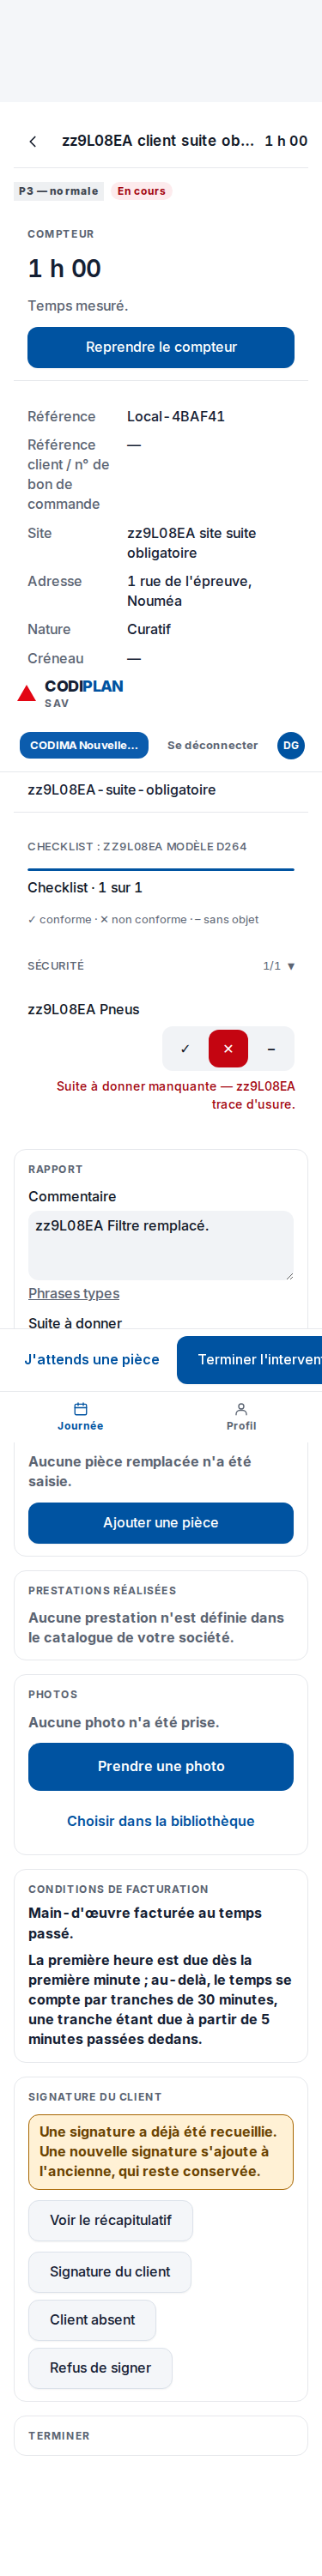 zz9L08EA client suite ob… 1 h 00
P3 — normale En cours
COMPTEUR
1 h 00
Temps mesuré.
Reprendre le compteur
Référence Local-4BAF41
Référence —
client / n° de
bon de
commande
Site zz9L08EA site suite
obligatoire
Adresse 1 rue de l'épreuve,
Nouméa
Nature Curatif
Créneau —
CODIPLAN
SAV
CODIMA Nouvelle… Se déconnecter DG
zz9L08EA-suite-obligatoire
CHECKLIST : ZZ9L08EA MODÈLE D264
Checklist · 1 sur 1
✓ conforme · ✕ non conforme · – sans objet
SÉCURITÉ 1/1 ▾
zz9L08EA Pneus
✓ ✕ –
Suite à donner manquante — zz9L08EA
trace d'usure.
RAPPORT
Commentaire
zz9L08EA Filtre remplacé.
Phrases types
Suite à donner
J'attends une pièce Terminer l'interven
Journée Profil
Aucune pièce remplacée n'a été
saisie.
Ajouter une pièce
PRESTATIONS RÉALISÉES
Aucune prestation n'est définie dans
le catalogue de votre société.
PHOTOS
Aucune photo n'a été prise.
Prendre une photo
Choisir dans la bibliothèque
CONDITIONS DE FACTURATION
Main-d'œuvre facturée au temps
passé.
La première heure est due dès la
première minute ; au-delà, le temps se
compte par tranches de 30 minutes,
une tranche étant due à partir de 5
minutes passées dedans.
SIGNATURE DU CLIENT
Une signature a déjà été recueillie.
Une nouvelle signature s'ajoute à
l'ancienne, qui reste conservée.
Voir le récapitulatif
Signature du client
Client absent
Refus de signer
TERMINER